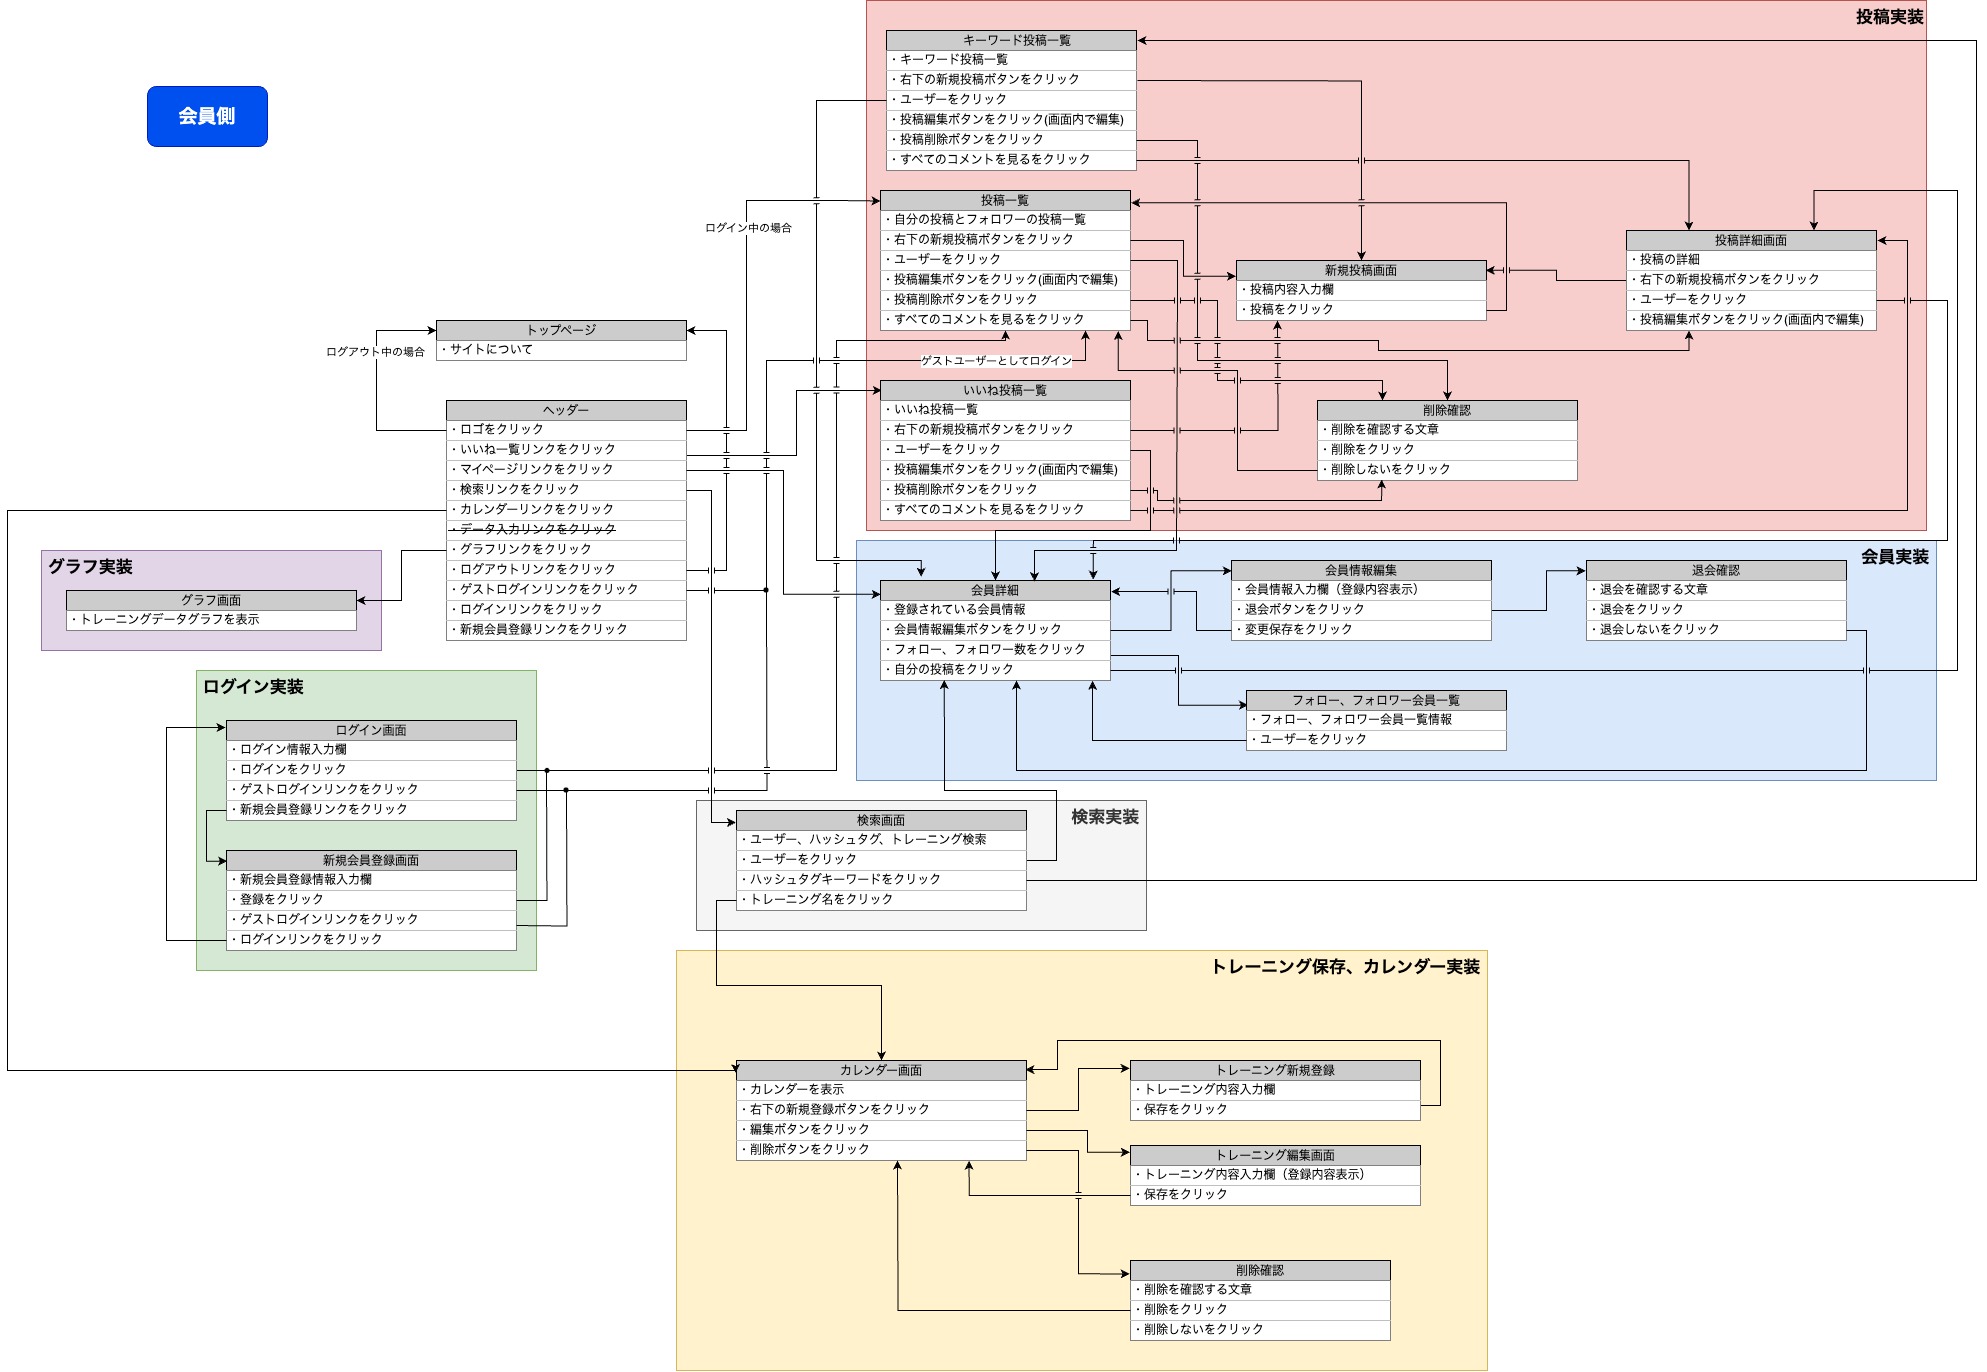 会員側
投稿実装
キーワード投稿一覧
・キーワード投稿一覧
・右下の新規投稿ボタンをクリック
・ユーザーをクリック
・投稿編集ボタンをクリック(画面内で編集)
・投稿削除ボタンをクリック
・すべてのコメントを見るをクリック
投稿一覧
・自分の投稿とフォロワーの投稿一覧
・右下の新規投稿ボタンをクリック
・ユーザーをクリック
・投稿編集ボタンをクリック(画面内で編集)
・投稿削除ボタンをクリック
・すべてのコメントを見るをクリック
新規投稿画面
・投稿内容入力欄
・投稿をクリック
投稿詳細画面
・投稿の詳細
・右下の新規投稿ボタンをクリック
・ユーザーをクリック
・投稿編集ボタンをクリック(画面内で編集)
ログイン中の場合
ゲストユーザーとしてログイン
いいね投稿一覧
・いいね投稿一覧
・右下の新規投稿ボタンをクリック
・ユーザーをクリック
・投稿編集ボタンをクリック(画面内で編集)
・投稿削除ボタンをクリック
・すべてのコメントを見るをクリック
削除確認
・削除を確認する文章
・削除をクリック
・削除しないをクリック
トップページ
・サイトについて
ログアウト中の場合
ヘッダー
・ロゴをクリック
・いいね一覧リンクをクリック
・マイページリンクをクリック
・検索リンクをクリック
・カレンダーリンクをクリック
・データ入力リンクをクリック
・グラフリンクをクリック
・ログアウトリンクをクリック
・ゲストログインリンクをクリック
・ログインリンクをクリック
・新規会員登録リンクをクリック
グラフ実装
グラフ画面
・トレーニングデータグラフを表示
会員実装
会員詳細
・登録されている会員情報
・会員情報編集ボタンをクリック
・フォロー、フォロワー数をクリック
・自分の投稿をクリック
会員情報編集
・会員情報入力欄（登録内容表示）
・退会ボタンをクリック
・変更保存をクリック
退会確認
・退会を確認する文章
・退会をクリック
・退会しないをクリック
フォロー、フォロワー会員一覧
・フォロー、フォロワー会員一覧情報
・ユーザーをクリック
ログイン実装
ログイン画面
・ログイン情報入力欄
・ログインをクリック
・ゲストログインリンクをクリック
・新規会員登録リンクをクリック
新規会員登録画面
・新規会員登録情報入力欄
・登録をクリック
・ゲストログインリンクをクリック
・ログインリンクをクリック
検索実装
検索画面
・ユーザー、ハッシュタグ、トレーニング検索
・ユーザーをクリック
・ハッシュタグキーワードをクリック
・トレーニング名をクリック
トレーニング保存、カレンダー実装
カレンダー画面
・カレンダーを表示
・右下の新規登録ボタンをクリック
・編集ボタンをクリック
・削除ボタンをクリック
トレーニング新規登録
・トレーニング内容入力欄
・保存をクリック
トレーニング編集画面
・トレーニング内容入力欄（登録内容表示）
・保存をクリック
削除確認
・削除を確認する文章
・削除をクリック
・削除しないをクリック